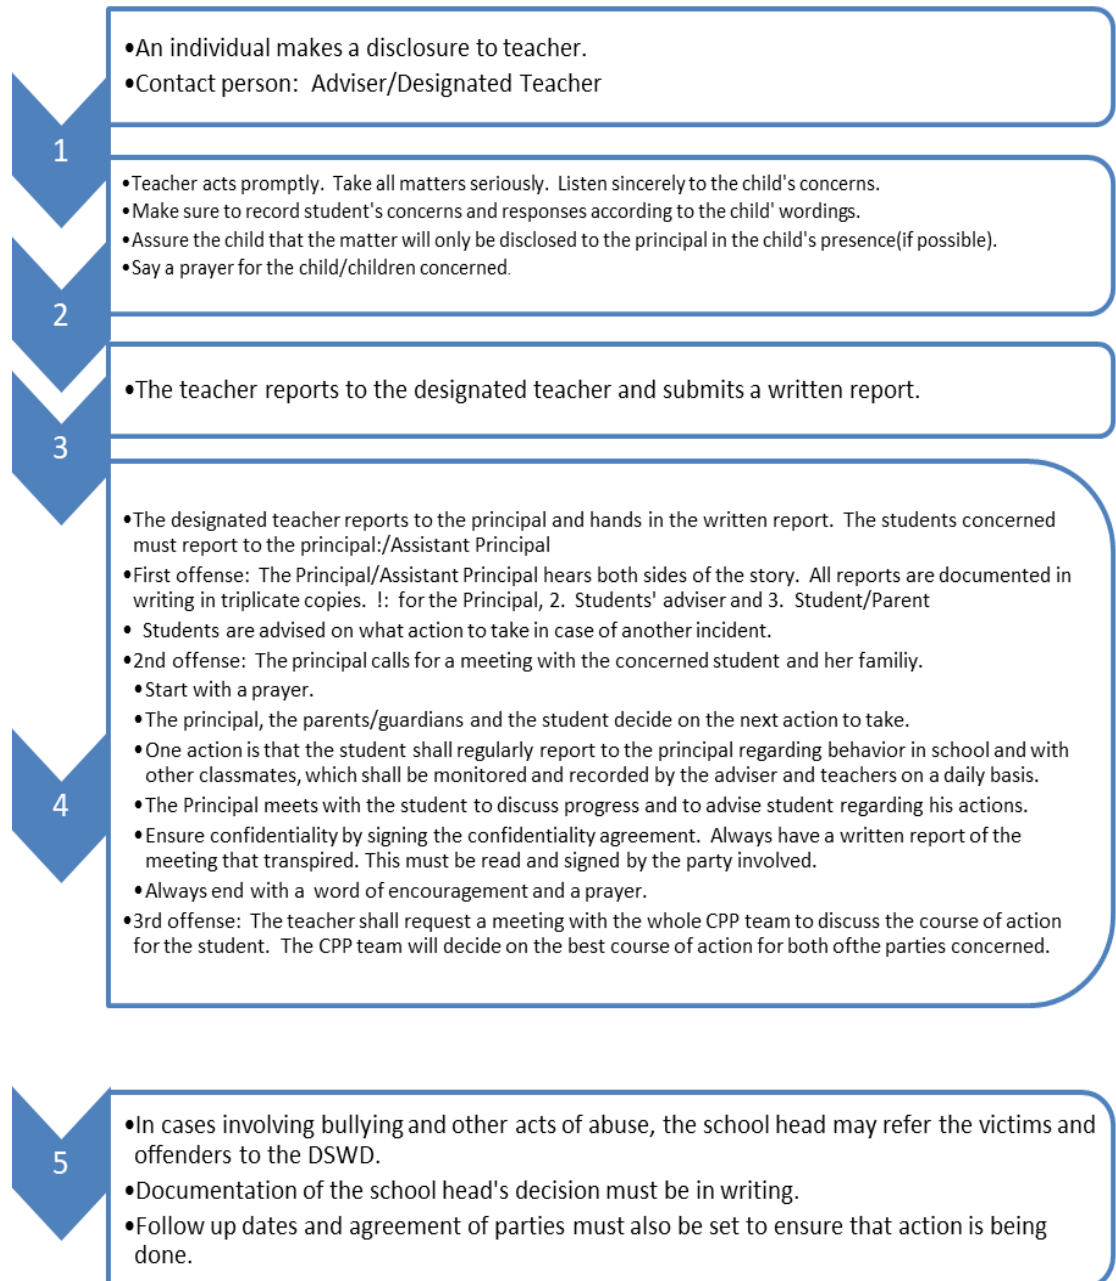 •An individual makes a disclosure to teacher.
•Contact person:  Adviser/Designated Teacher
1
•Teacher acts promptly.  Take all matters seriously.  Listen sincerely to the child's concerns.
•Make sure to record student's concerns and responses according to the child' wordings.
•Assure the child that the matter will only be disclosed to the principal in the child's presence(if possible).
•Say a prayer for the child/children concerned.
2
•The teacher reports to the designated teacher and submits a written report.
3
•The designated teacher reports to the principal and hands in the written report.  The students concerned
must report to the principal:/Assistant Principal
•First offense:  The Principal/Assistant Principal hears both sides of the story.  All reports are documented in
writing in triplicate copies.  !:  for the Principal, 2.  Students' adviser and 3.  Student/Parent
•  Students are advised on what action to take in case of another incident.
•2nd offense:  The principal calls for a meeting with the concerned student and her familiy.
•Start with a prayer.
•The principal, the parents/guardians and the student decide on the next action to take.
•One action is that the student shall regularly report to the principal regarding behavior in school and with
other classmates, which shall be monitored and recorded by the adviser and teachers on a daily basis.
4
•The Principal meets with the student to discuss progress and to advise student regarding his actions.
•Ensure confidentiality by signing the confidentiality agreement.  Always have a written report of the
meeting that transpired. This must be read and signed by the party involved.
•Always end with a  word of encouragement and a prayer.
•3rd offense:  The teacher shall request a meeting with the whole CPP team to discuss the course of action
for the student.  The CPP team will decide on the best course of action for both ofthe parties concerned.
5
•In cases involving bullying and other acts of abuse, the school head may refer the victims and
offenders to the DSWD.
•Documentation of the school head's decision must be in writing.
•Follow up dates and agreement of parties must also be set to ensure that action is being
done.